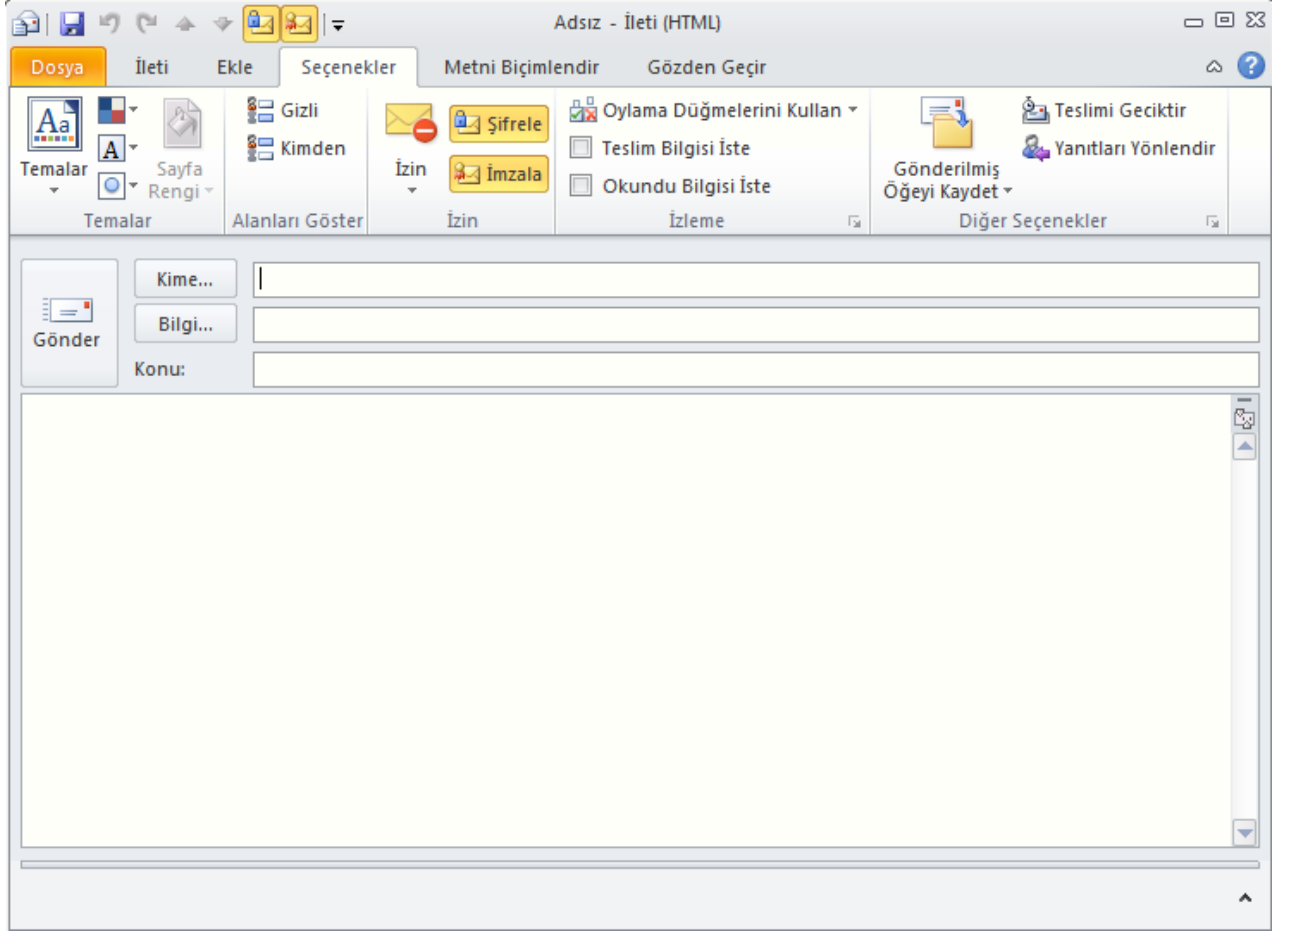 Adsız - İleti (HTML)
Dosya İleti Ekle Seçenekler Metni Biçimlendir Gözden Geçir
Aa
Temalar
A
Sayfa
Rengi
Temalar
Gizli
Kimden
Alanları Göster
İzin
Şifrele
İmzala
İzin
Oylama Düğmelerini Kullan
Teslim Bilgisi İste
Okundu Bilgisi İste
İzleme
Gönderilmiş
Öğeyi Kaydet
Teslimi Geciktir
Yanıtları Yönlendir
Diğer Seçenekler
Gönder
Kime...
Bilgi...
Konu: